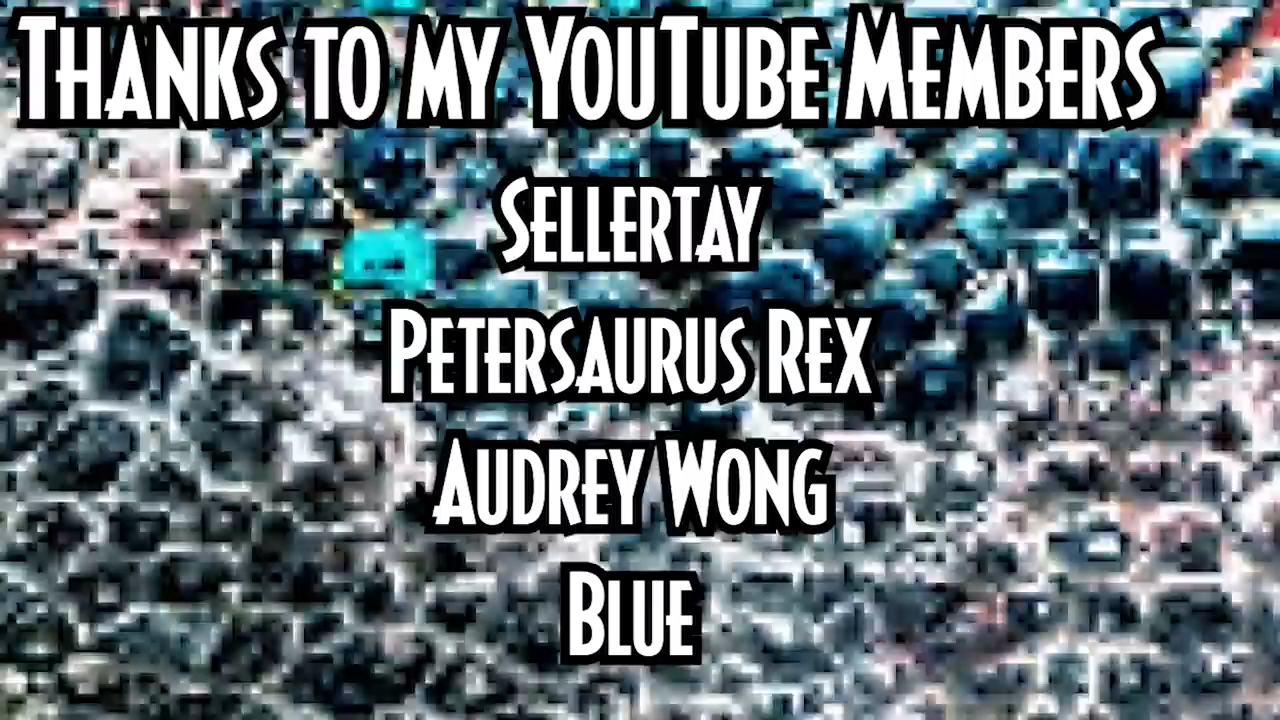 Thanks to my YouTube Members
Sellertay
Petersaurus Rex
Audrey Wong
Blue